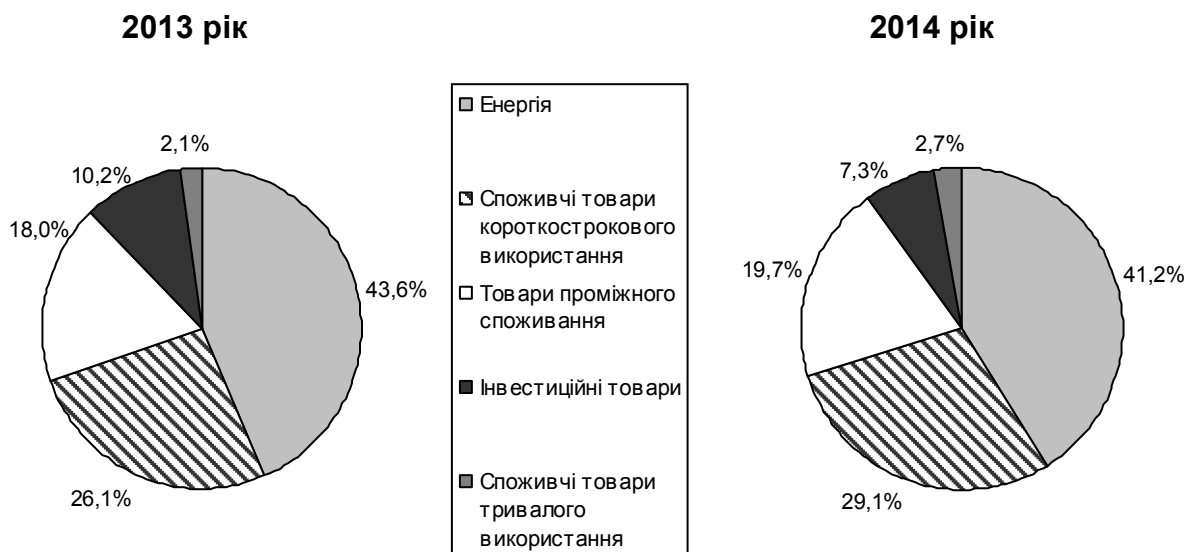 2013 рік
2014 рік
2,1%
10,2%
18,0%
43,6%
26,1%
Енергія
Споживчі товари
короткострокового
використання
Товари проміжного
споживання
Інвестиційні товари
Споживчі товари
тривалого
використання
2,7%
7,3%
19,7%
41,2%
29,1%